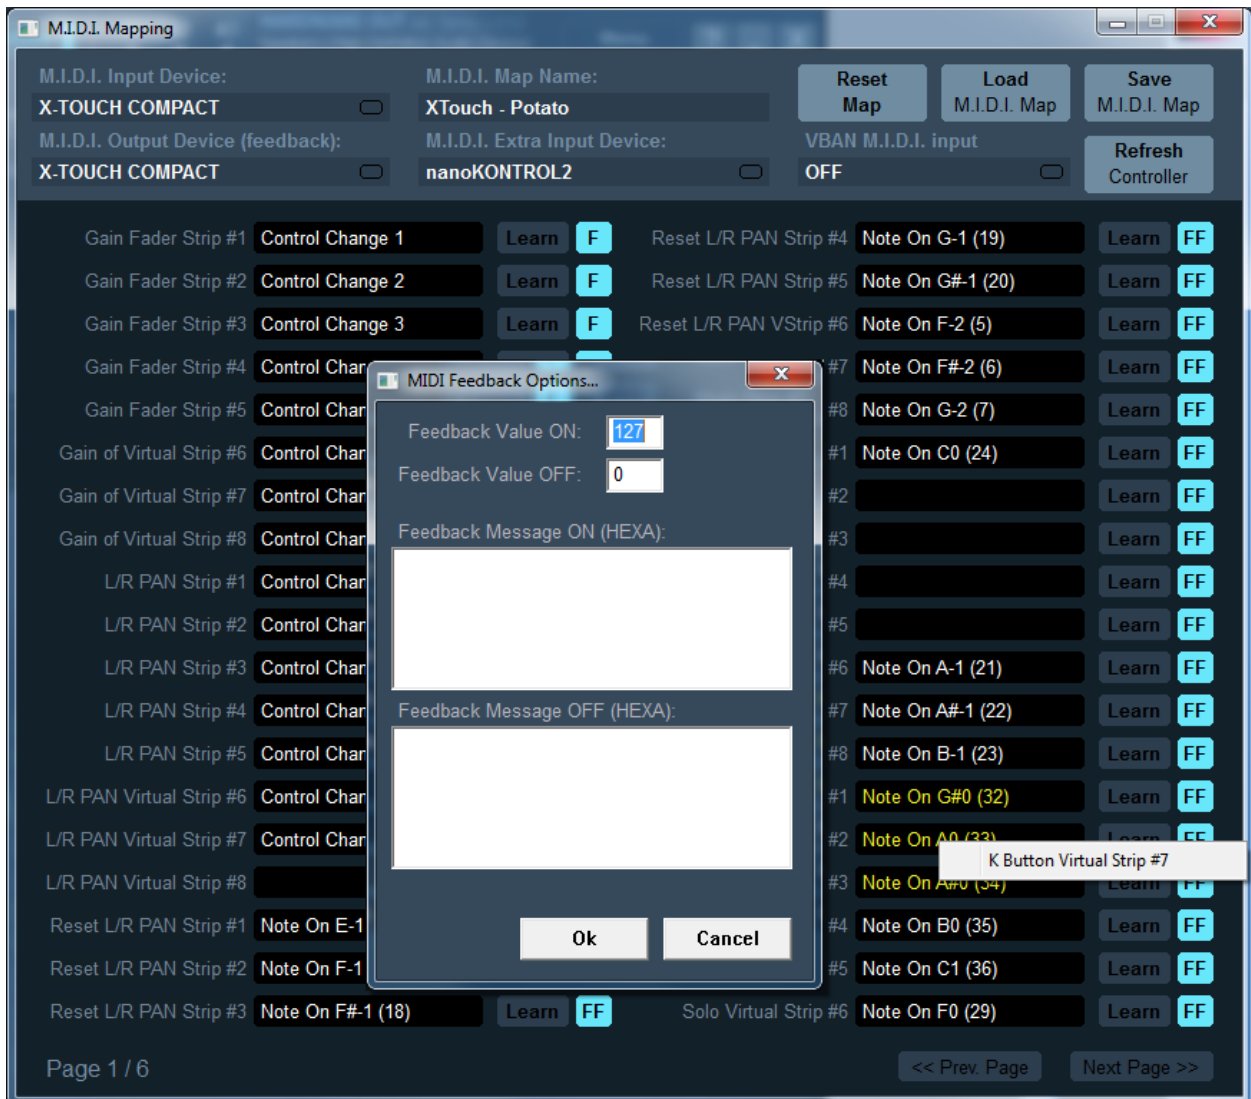 M.I.D.I. Mapping
M.I.D.I. Input Device: M.I.D.I. Map Name: Reset Load Save
X-TOUCH COMPACT XTouch - Potato Map M.I.D.I. Map M.I.D.I. Map
M.I.D.I. Output Device (feedback): M.I.D.I. Extra Input Device: VBAN M.I.D.I. input Refresh
X-TOUCH COMPACT nanoKONTROL2 OFF Controller
Gain Fader Strip #1 Control Change 1 Learn F Reset L/R PAN Strip #4 Note On G-1 (19) Learn FF
Gain Fader Strip #2 Control Change 2 Learn F Reset L/R PAN Strip #5 Note On G#-1 (20) Learn FF
Gain Fader Strip #3 Control Change 3 Learn F Reset L/R PAN VStrip #6 Note On F-2 (5) Learn FF
Gain Fader Strip #4 Control Char #7 Note On F#-2 (6) Learn FF
Gain Fader Strip #5 Control Char #8 Note On G-2 (7) Learn FF
Gain of Virtual Strip #6 Control Char #1 Note On C0 (24) Learn FF
Gain of Virtual Strip #7 Control Char #2 Learn FF
Gain of Virtual Strip #8 Control Char #3 Learn FF
L/R PAN Strip #1 Control Char #4 Learn FF
L/R PAN Strip #2 Control Char #5 Learn FF
L/R PAN Strip #3 Control Char #6 Note On A-1 (21) Learn FF
L/R PAN Strip #4 Control Char #7 Note On A#-1 (22) Learn FF
L/R PAN Strip #5 Control Char #8 Note On B-1 (23) Learn FF
L/R PAN Virtual Strip #6 Control Char #1 Note On G#0 (32) Learn FF
L/R PAN Virtual Strip #7 Control Char #2 Note On A0 (33) Learn FF
K Button Virtual Strip #7
L/R PAN Virtual Strip #8 #3 Note On A#0 (34) Learn FF
Reset L/R PAN Strip #1 Note On E-1 #4 Note On B0 (35) Learn FF
Reset L/R PAN Strip #2 Note On F-1 #5 Note On C1 (36) Learn FF
Reset L/R PAN Strip #3 Note On F#-1 (18) Learn FF Solo Virtual Strip #6 Note On F0 (29) Learn FF
Page 1 / 6 << Prev. Page Next Page >>
MIDI Feedback Options...
Feedback Value ON: 127
Feedback Value OFF: 0
Feedback Message ON (HEXA):
Feedback Message OFF (HEXA):
Ok Cancel